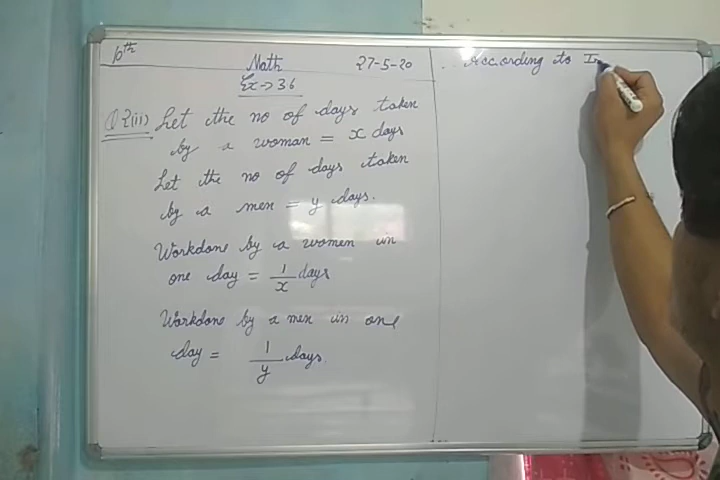 10th
Math 27-5-20
Ex → 3.6
Q 2(ii) Let the no of days taken
by a woman = x days
Let the no of days taken
by a men = y days.
Workdone by a women in
one day = 1/x days
Workdone by a men in one
day = 1/y days.
According to I